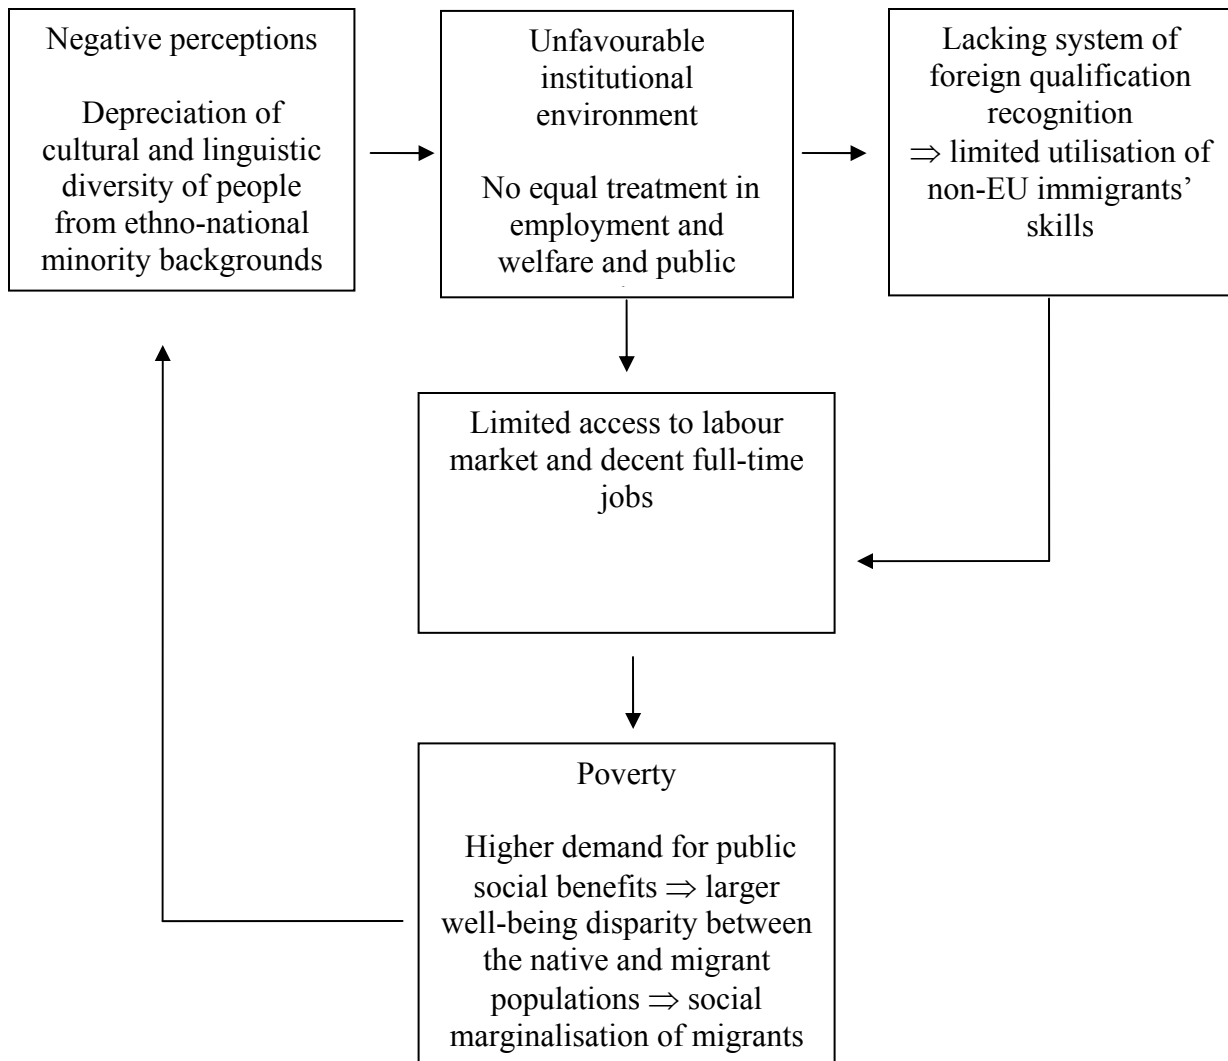 Negative perceptions
Depreciation of
cultural and linguistic
diversity of people
from ethno-national
minority backgrounds
Unfavourable
institutional
environment
No equal treatment in
employment and
welfare and public
Lacking system of
foreign qualification
recognition
⇒ limited utilisation of
non-EU immigrants’
skills
Limited access to labour
market and decent full-time
jobs
Poverty
Higher demand for public
social benefits ⇒ larger
well-being disparity between
the native and migrant
populations ⇒ social
marginalisation of migrants